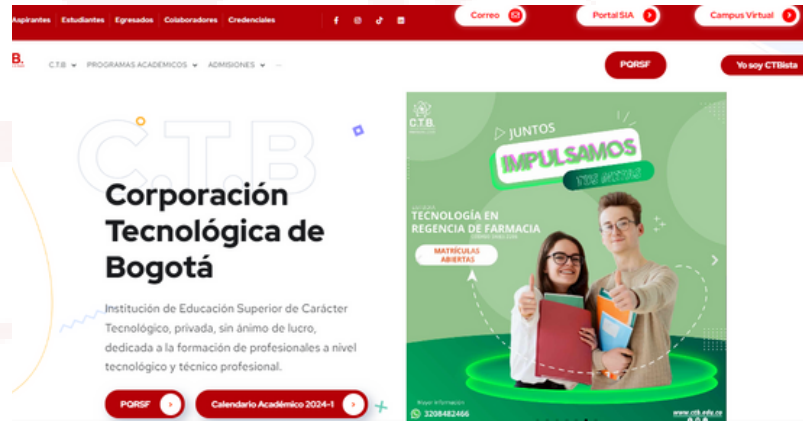 Aspirantes Estudiantes Egresados Colaboradores Credenciales
Correo
Portal SIA
Campus Virtual
B.
C.T.B PROGRAMAS ACADEMICOS ADMISIONES
PQRSF
Yo soy CTBista
C.T.B
Corporación
Tecnológica de
Bogotá
Institución de Educación Superior de Carácter
Tecnológico, privada, sin ánimo de lucro,
dedicada a la formación de profesionales a nivel
tecnológico y técnico profesional.
PQRSF
Calendario Académico 2024-1
C.T.B.
JUNTOS
IMPULSAMOS
TUS METAS
TECNOLOGÍA EN
REGENCIA DE FARMACIA
MATRÍCULAS
ABIERTAS
Mayor Información
3208482466
www.ctb.edu.co